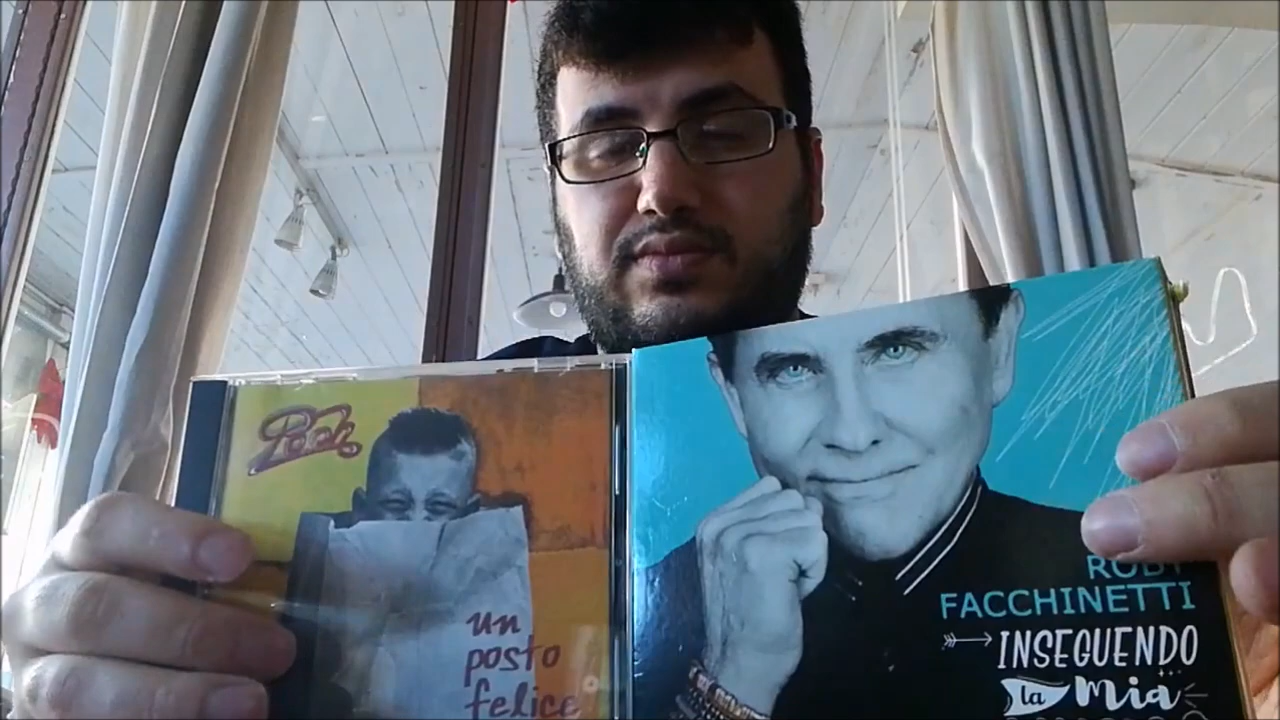 Pooh
un
posto
felice
ROBY
FACCHINETTI
INSEGUENDO
la Mia